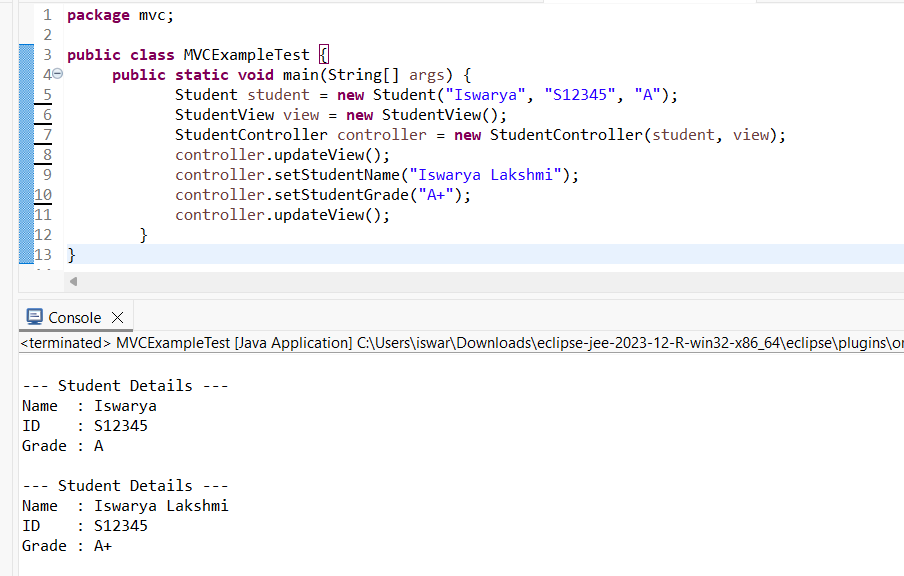 1 package mvc;
2
3 public class MVCExampleTest {
4 public static void main(String[] args) {
5 Student student = new Student("Iswarya", "S12345", "A");
6 StudentView view = new StudentView();
7 StudentController controller = new StudentController(student, view);
8 controller.updateView();
9 controller.setStudentName("Iswarya Lakshmi");
10 controller.setStudentGrade("A+");
11 controller.updateView();
12 }
13 }
Console
<terminated> MVCExampleTest [Java Application] C:\Users\iswar\Downloads\eclipse-jee-2023-12-R-win32-x86_64\eclipse\plugins\or
--- Student Details ---
Name : Iswarya
ID : S12345
Grade : A
--- Student Details ---
Name : Iswarya Lakshmi
ID : S12345
Grade : A+